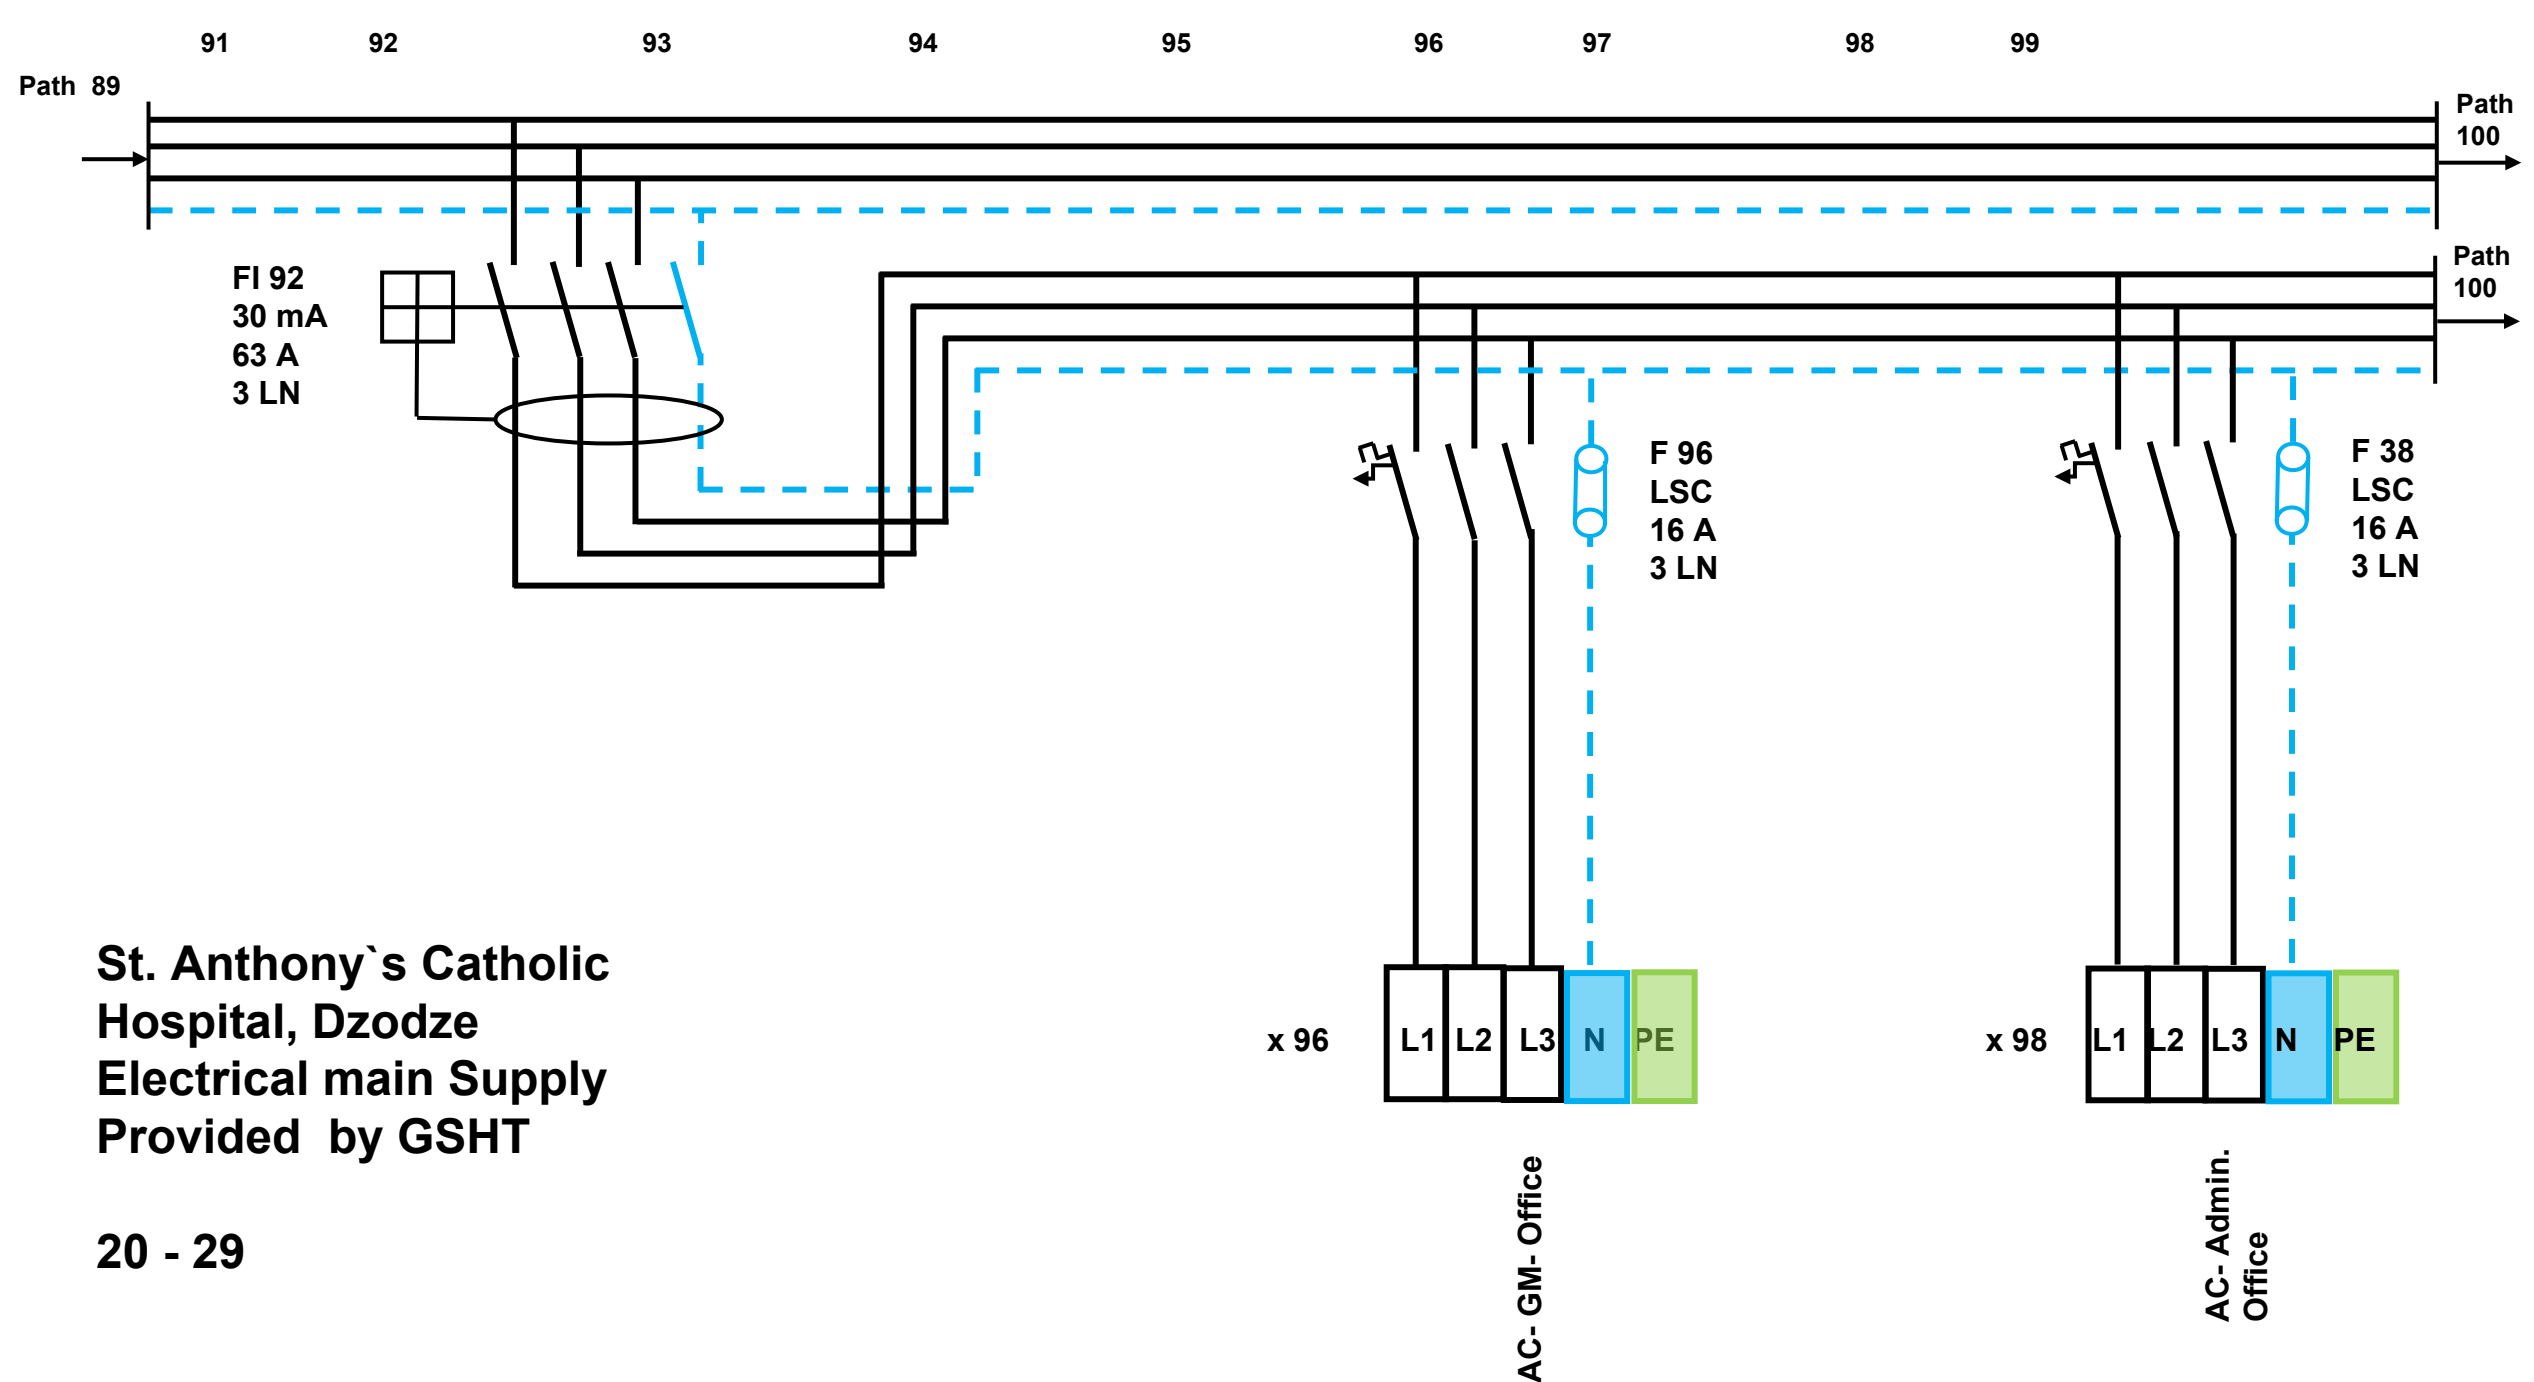 91 92 93 94 95 96 97 98 99
Path 89
Path
100
Path
100
FI 92
30 mA
63 A
3 LN
F 96
LSC
16 A
3 LN
F 38
LSC
16 A
3 LN
x 96 L1 L2 L3 N PE
x 98 L1 L2 L3 N PE
AC- GM- Office
AC- Admin.
Office
St. Anthony`s Catholic
Hospital, Dzodze
Electrical main Supply
Provided  by GSHT
20 - 29